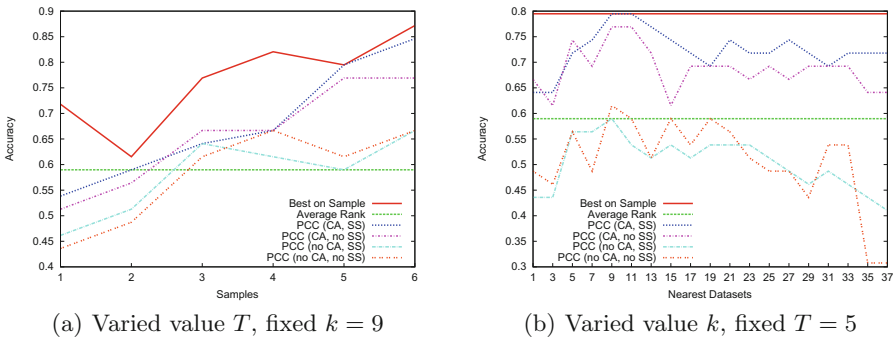 0.9
0.85
0.8
0.75
0.7
0.65
0.6
0.55
0.5
0.45
0.4
Accuracy
1 2 3 4 5 6
Samples
Best on Sample
Average Rank
PCC (CA, SS)
PCC (CA, no SS)
PCC (no CA, SS)
PCC (no CA, no SS)
(a) Varied value T, fixed k = 9
0.8
0.75
0.7
0.65
0.6
0.55
0.5
0.45
0.4
0.35
0.3
Accuracy
1 3 5 7 9 11 13 15 17 19 21 23 25 27 29 31 33 35 37
Nearest Datasets
Best on Sample
Average Rank
PCC (CA, SS)
PCC (CA, no SS)
PCC (no CA, SS)
PCC (no CA, no SS)
(b) Varied value k, fixed T = 5